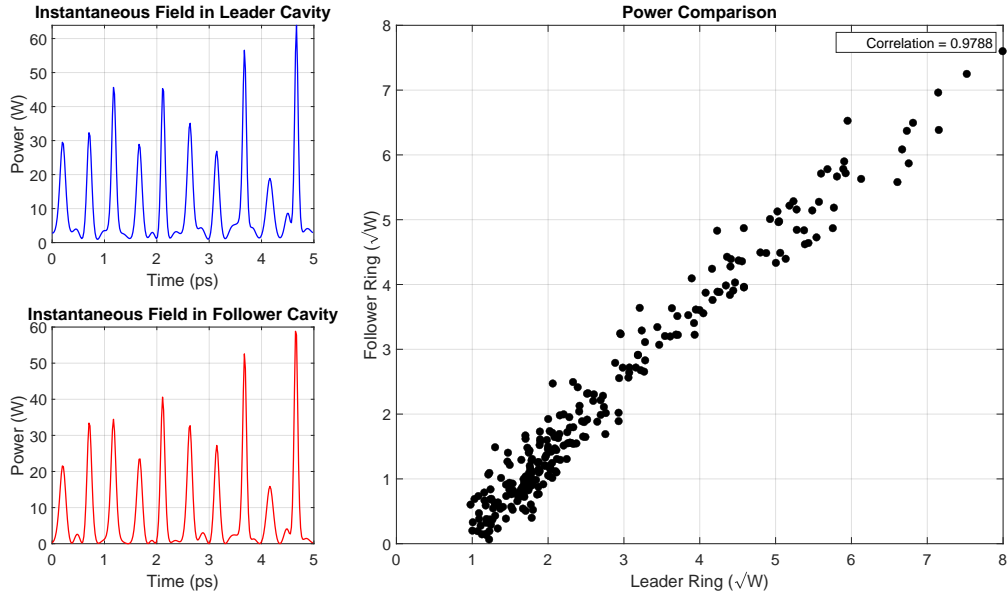 Instantaneous Field in Leader Cavity
60
50
40
30
20
10
0
Power (W)
0 1 2 3 4 5
Time (ps)
Instantaneous Field in Follower Cavity
60
50
40
30
20
10
0
Power (W)
0 1 2 3 4 5
Time (ps)
Power Comparison
Correlation = 0.9788
8
7
6
5
4
3
2
1
0
Follower Ring (√W)
0 1 2 3 4 5 6 7 8
Leader Ring (√W)